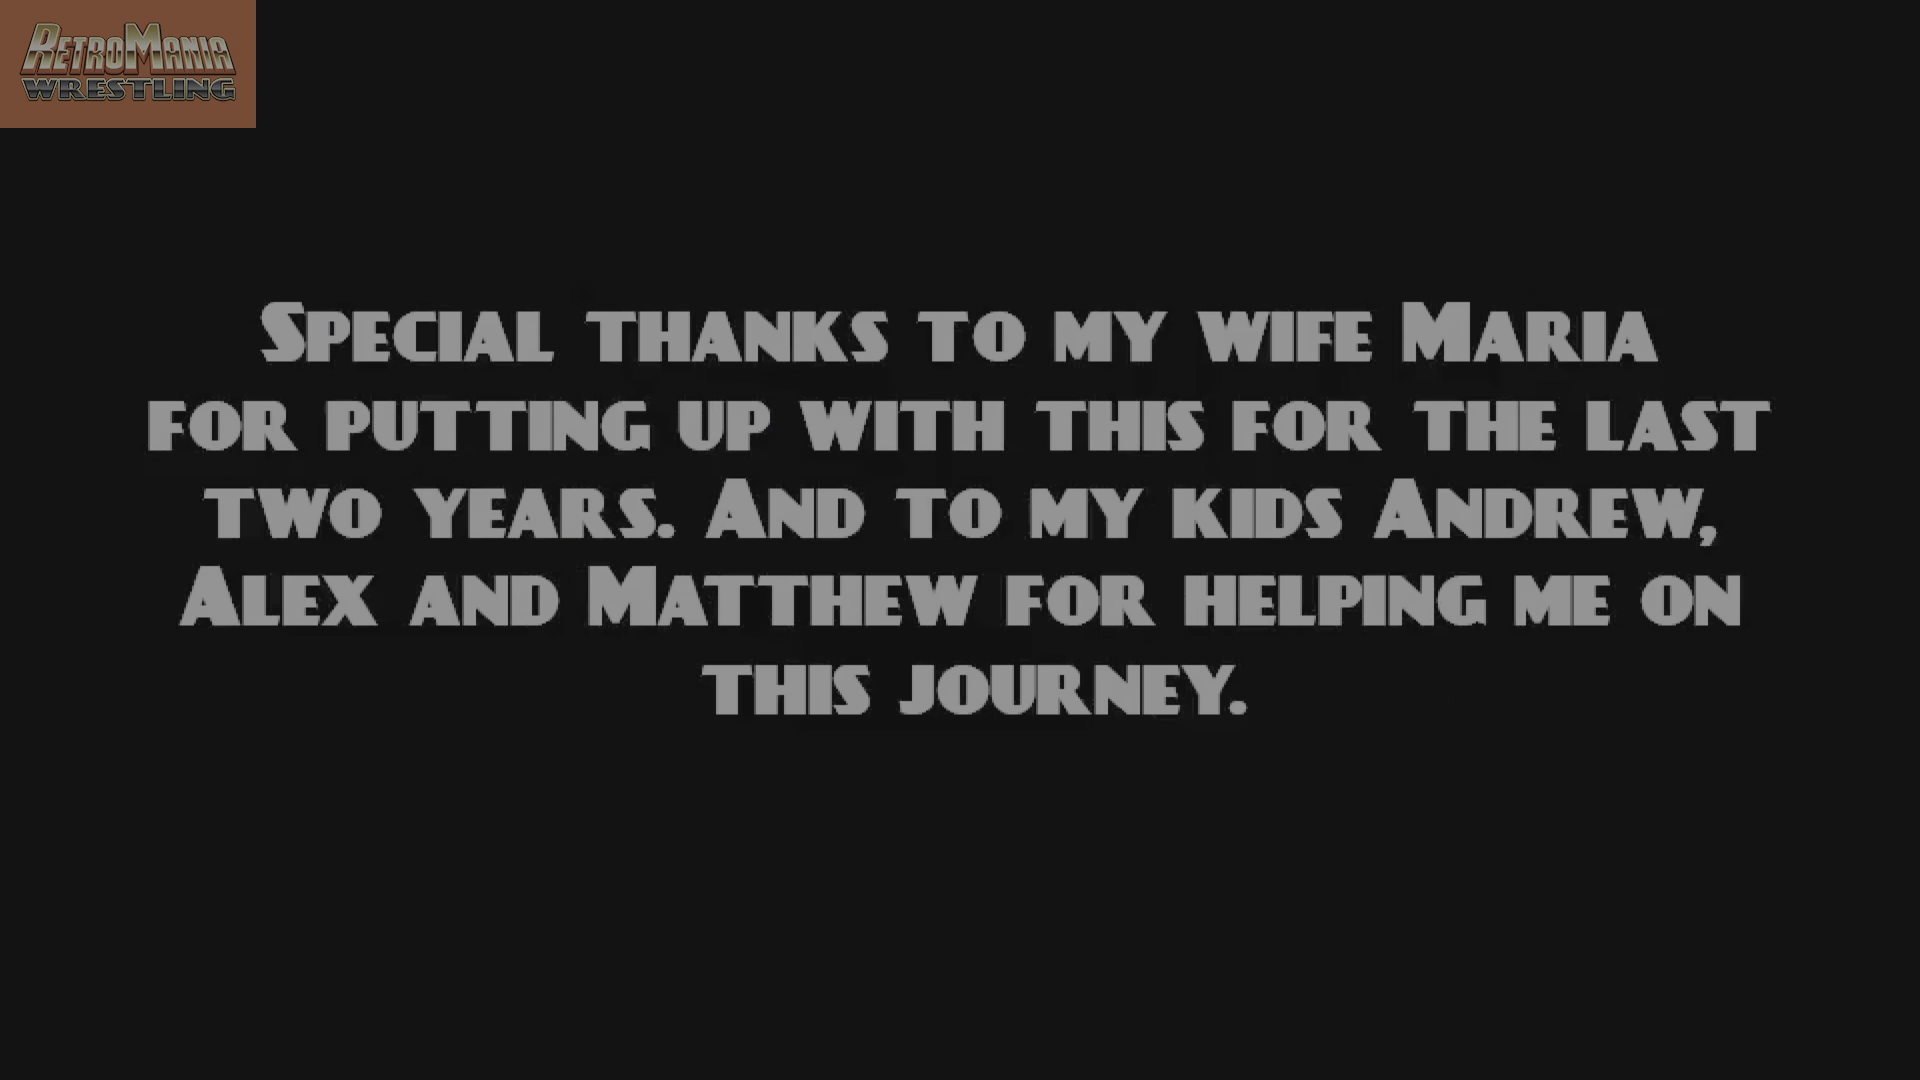 RetroMania
WRESTLING
Special thanks to my wife Maria
for putting up with this for the last
two years. And to my kids Andrew,
Alex and Matthew for helping me on
this journey.